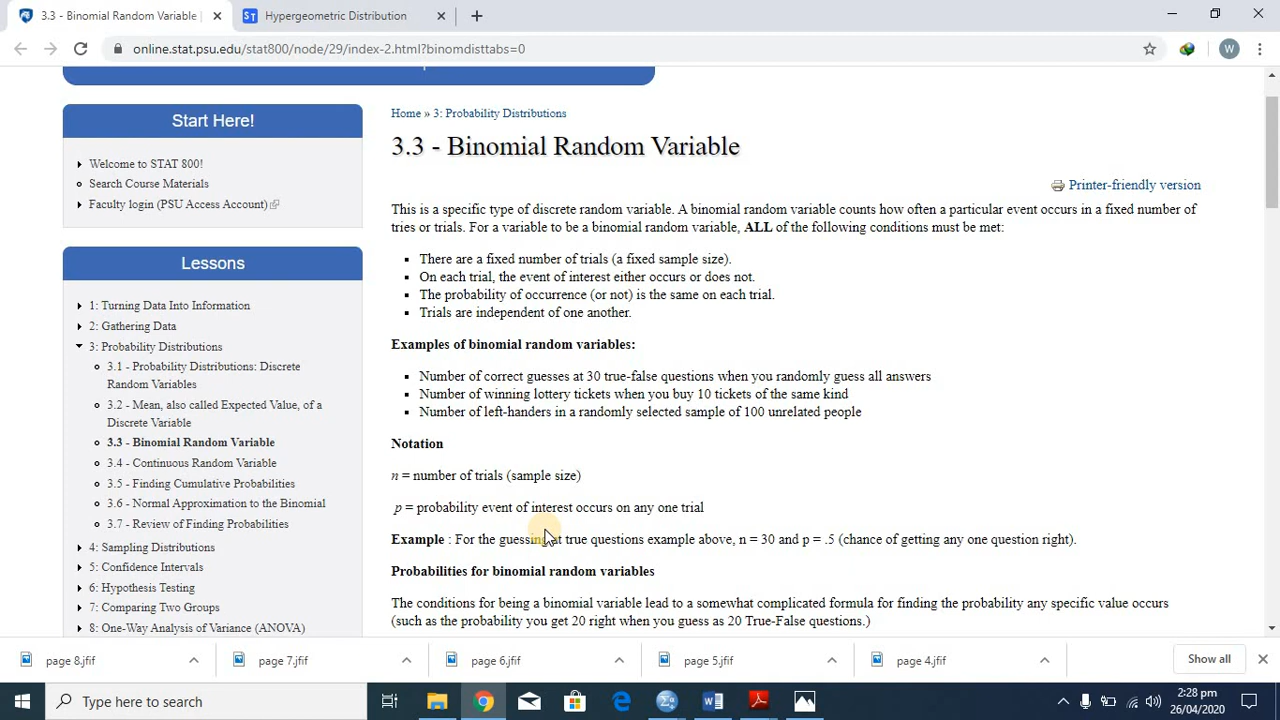 3.3 - Binomial Random Variable |
Hypergeometric Distribution
online.stat.psu.edu/stat800/node/29/index-2.html?binomdisttabs=0
W
Start Here!
Welcome to STAT 800!
Search Course Materials
Faculty login (PSU Access Account)
Lessons
1: Turning Data Into Information
2: Gathering Data
3: Probability Distributions
3.1 - Probability Distributions: Discrete
Random Variables
3.2 - Mean, also called Expected Value, of a
Discrete Variable
3.3 - Binomial Random Variable
3.4 - Continuous Random Variable
3.5 - Finding Cumulative Probabilities
3.6 - Normal Approximation to the Binomial
3.7 - Review of Finding Probabilities
4: Sampling Distributions
5: Confidence Intervals
6: Hypothesis Testing
7: Comparing Two Groups
8: One-Way Analysis of Variance (ANOVA)
Home » 3: Probability Distributions
3.3 - Binomial Random Variable
Printer-friendly version
This is a specific type of discrete random variable. A binomial random variable counts how often a particular event occurs in a fixed number of
tries or trials. For a variable to be a binomial random variable, ALL of the following conditions must be met:
There are a fixed number of trials (a fixed sample size).
On each trial, the event of interest either occurs or does not.
The probability of occurrence (or not) is the same on each trial.
Trials are independent of one another.
Examples of binomial random variables:
Number of correct guesses at 30 true-false questions when you randomly guess all answers
Number of winning lottery tickets when you buy 10 tickets of the same kind
Number of left-handers in a randomly selected sample of 100 unrelated people
Notation
n = number of trials (sample size)
p = probability event of interest occurs on any one trial
Example : For the guessing at true questions example above, n = 30 and p = .5 (chance of getting any one question right).
Probabilities for binomial random variables
The conditions for being a binomial variable lead to a somewhat complicated formula for finding the probability any specific value occurs
(such as the probability you get 20 right when you guess as 20 True-False questions.)
page 8.jfif
page 7.jfif
page 6.jfif
page 5.jfif
page 4.jfif
Show all
Type here to search
2:28 pm
26/04/2020